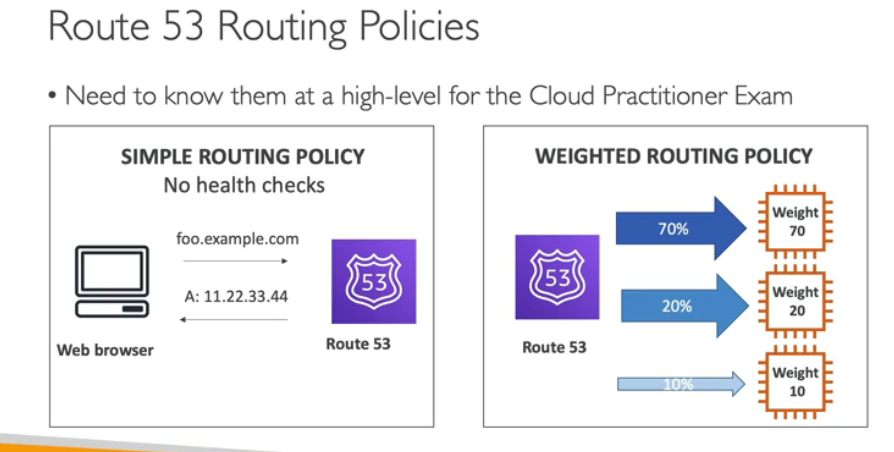 Route 53 Routing Policies
• Need to know them at a high-level for the Cloud Practitioner Exam
SIMPLE ROUTING POLICY
No health checks
foo.example.com
A: 11.22.33.44
53
Web browser
Route 53
WEIGHTED ROUTING POLICY
53
Route 53
70%
Weight
70
20%
Weight
20
10%
Weight
10